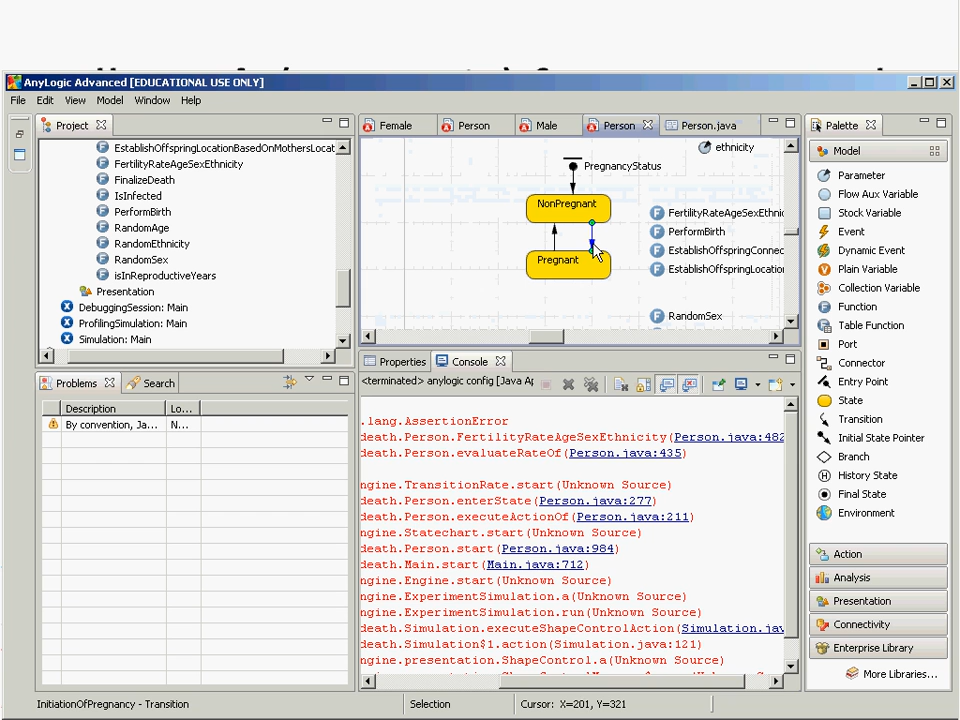 AnyLogic Advanced [EDUCATIONAL USE ONLY]
File Edit View Model Window Help
Project
EstablishOffspringLocationBasedOnMothersLocat
FertilityRateAgeSexEthnicity
FinalizeDeath
IsInfected
PerformBirth
RandomAge
RandomEthnicity
RandomSex
isInReproductiveYears
Presentation
DebuggingSession: Main
ProfilingSimulation: Main
Simulation: Main
Problems Search
Description Lo...
By convention, Ja... N...
Female Person Male Person Person.java
ethnicity
PregnancyStatus
NonPregnant
Pregnant
FertilityRateAgeSexEthnic
PerformBirth
EstablishOffspringConnec
EstablishOffspringLocatio
RandomSex
Properties Console
<terminated> anylogic config [Java Ap
.lang.AssertionError
death.Person.FertilityRateAgeSexEthnicity(Person.java:482
death.Person.evaluateRateOf(Person.java:435)
ngine.TransitionRate.start(Unknown Source)
death.Person.enterState(Person.java:277)
death.Person.executeActionOf(Person.java:211)
ngine.Statechart.start(Unknown Source)
death.Person.start(Person.java:984)
death.Main.start(Main.java:712)
ngine.Engine.start(Unknown Source)
ngine.ExperimentSimulation.a(Unknown Source)
ngine.ExperimentSimulation.run(Unknown Source)
death.Simulation.executeShapeControlAction(Simulation.jav
death.Simulation$1.action(Simulation.java:121)
ngine.presentation.ShapeControl.a(Unknown Source)
Palette
Model
Parameter
Flow Aux Variable
Stock Variable
Event
Dynamic Event
Plain Variable
Collection Variable
Function
Table Function
Port
Connector
Entry Point
State
Transition
Initial State Pointer
Branch
History State
Final State
Environment
Action
Analysis
Presentation
Connectivity
Enterprise Library
More Libraries...
InitiationOfPregnancy - Transition
Selection
Cursor: X=201, Y=321